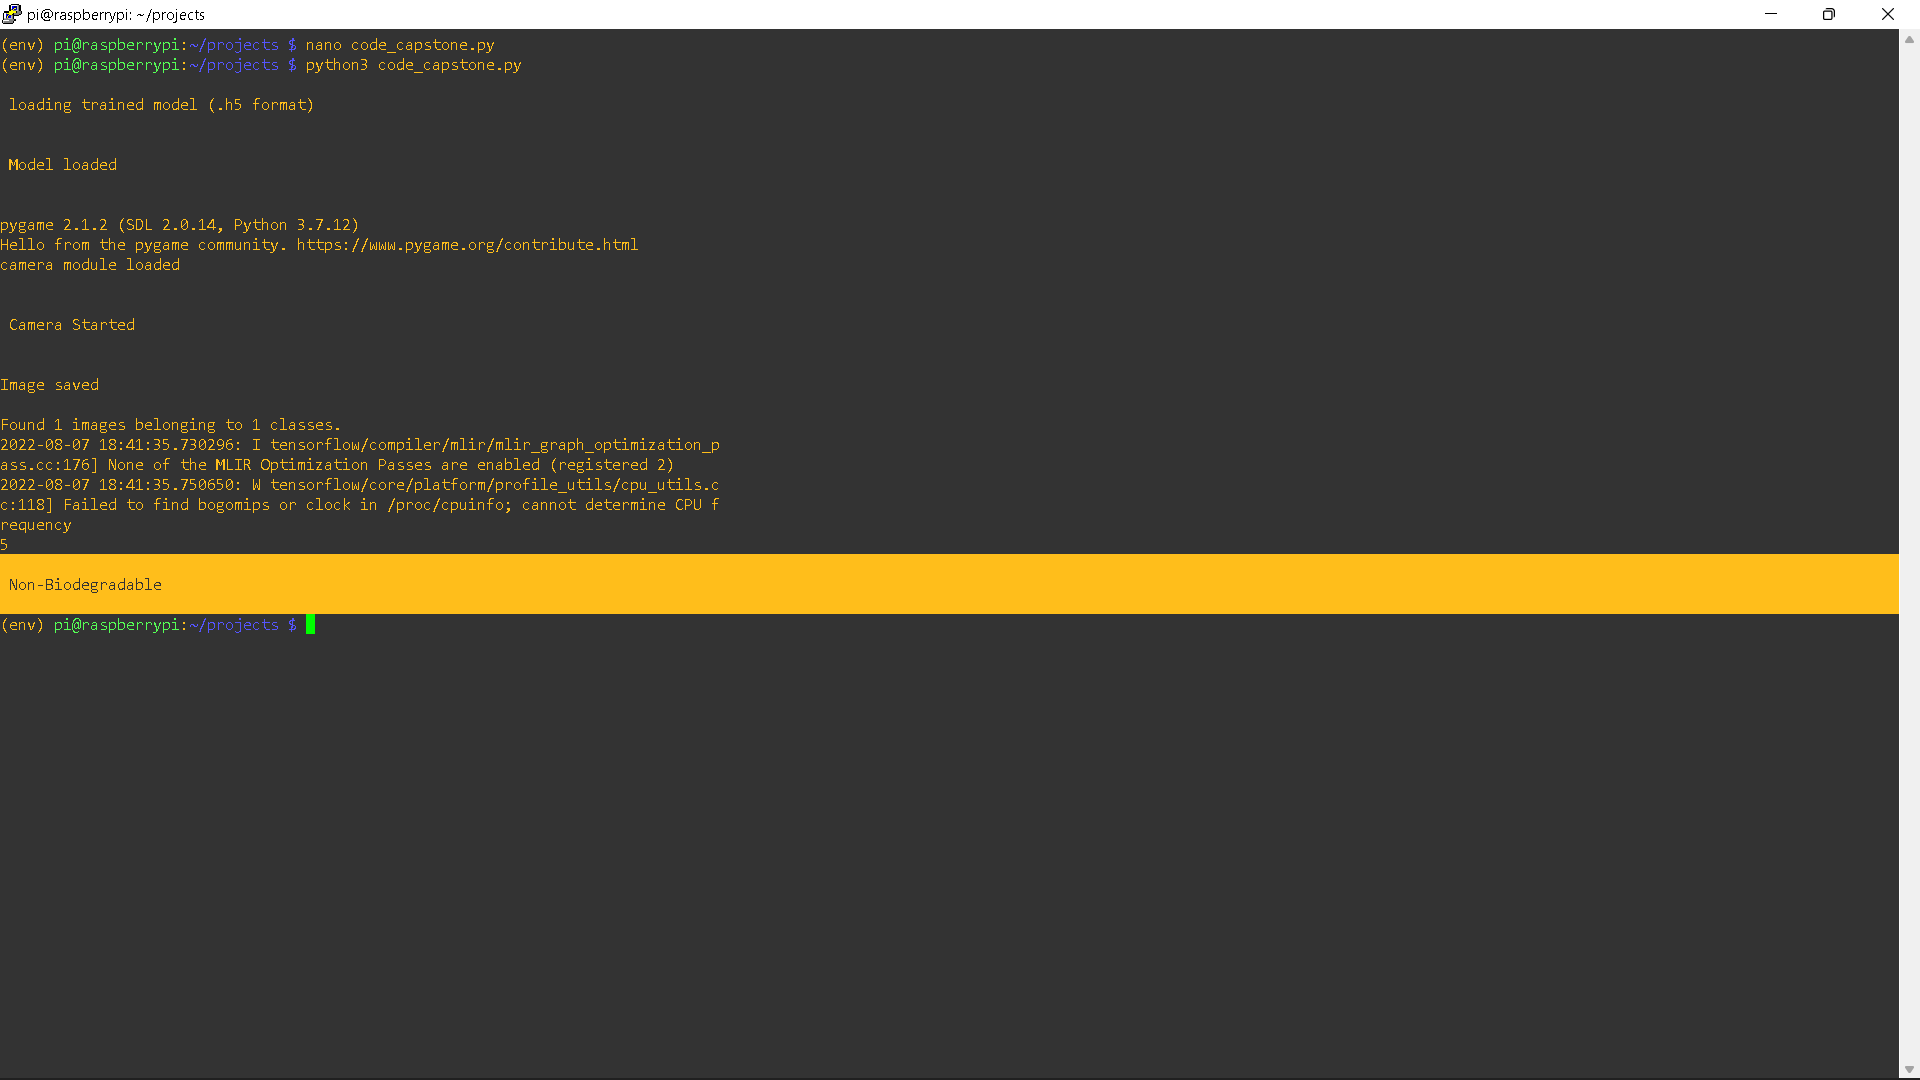 pi@raspberrypi: ~/projects
(env) pi@raspberrypi:~/projects $ nano code_capstone.py
(env) pi@raspberrypi:~/projects $ python3 code_capstone.py
loading trained model (.h5 format)
Model loaded
pygame 2.1.2 (SDL 2.0.14, Python 3.7.12)
Hello from the pygame community. https://www.pygame.org/contribute.html
camera module loaded
Camera Started
Image saved
Found 1 images belonging to 1 classes.
2022-08-07 18:41:35.730296: I tensorflow/compiler/mlir/mlir_graph_optimization_p
ass.cc:176] None of the MLIR Optimization Passes are enabled (registered 2)
2022-08-07 18:41:35.750650: W tensorflow/core/platform/profile_utils/cpu_utils.c
c:118] Failed to find bogomips or clock in /proc/cpuinfo; cannot determine CPU f
requency
5
Non-Biodegradable
(env) pi@raspberrypi:~/projects $